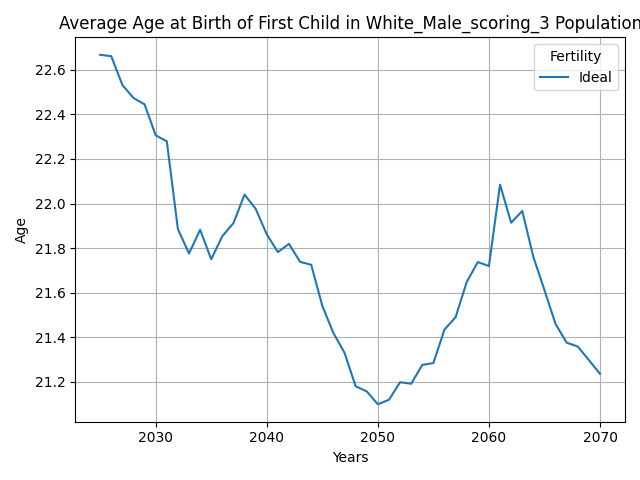 Average Age at Birth of First Child in White_Male_scoring_3 Population
Fertility
Ideal
22.6
22.4
22.2
22.0
21.8
21.6
21.4
21.2
Age
2030 2040 2050 2060 2070
Years